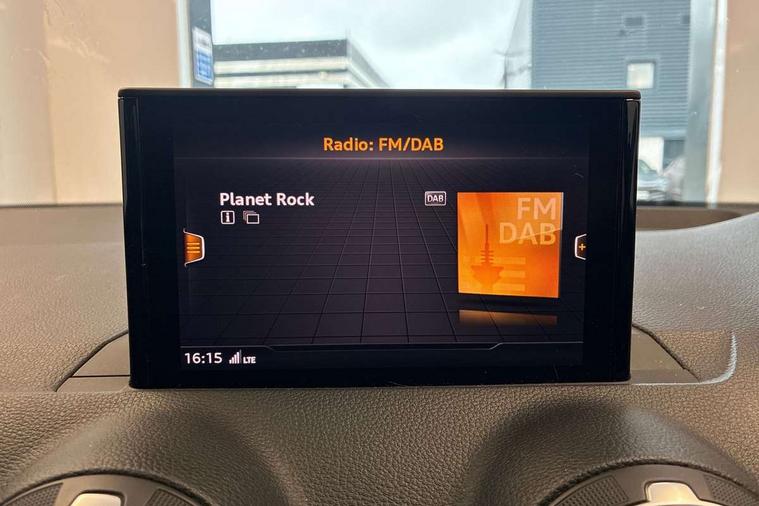 Radio: FM/DAB
Planet Rock
DAB
FM
DAB
16:15 LTE